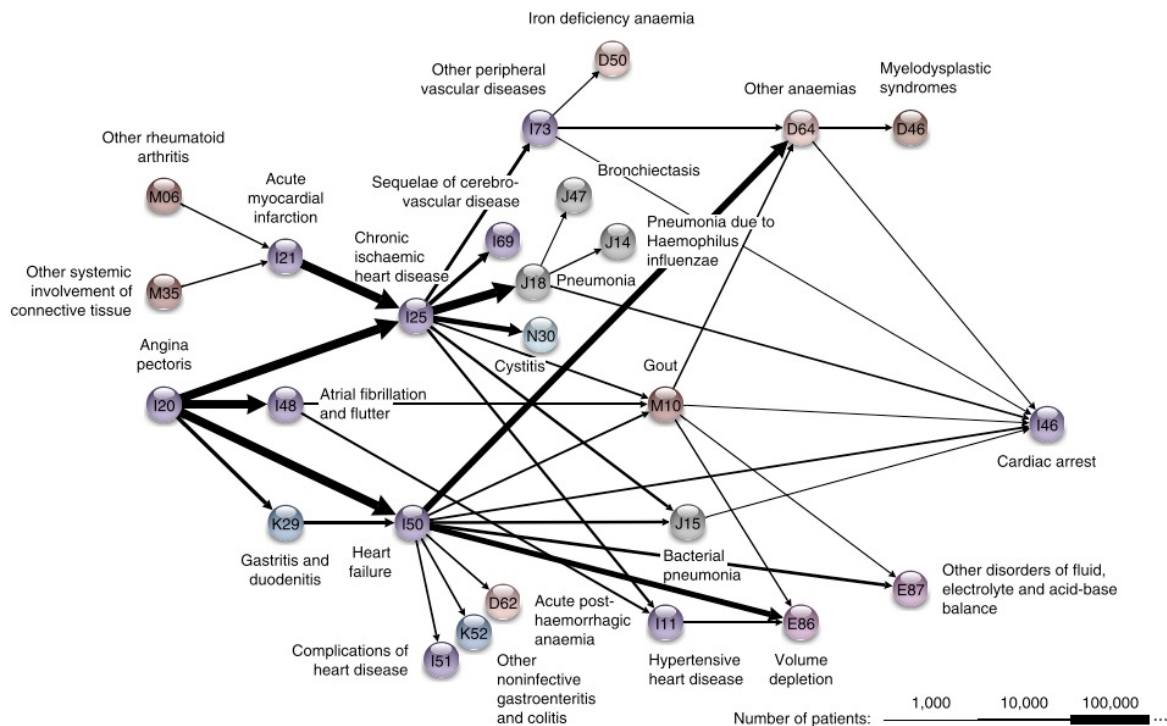 Iron deficiency anaemia
D50
Other peripheral
vascular diseases
I73
Other anaemias
D64
Myelodysplastic
syndromes
D46
Other rheumatoid
arthritis
M06
Acute
myocardial
infarction
I21
Sequelae of cerebro-
vascular disease
I69
Bronchiectasis
J47
J14
Pneumonia due to
Haemophilus
influenzae
Chronic
ischaemic
heart disease
I25
J18
Pneumonia
Other systemic
involvement of
connective tissue
M35
N30
Cystitis
Angina
pectoris
I20
I48
Atrial fibrillation
and flutter
Gout
M10
I46
Cardiac arrest
K29
Gastritis and
duodenitis
I50
Heart
failure
J15
Bacterial
pneumonia
E87
Other disorders of fluid,
electrolyte and acid-base
balance
D62
Acute post-
haemorrhagic
anaemia
K52
Other
noninfective
gastroenteritis
and colitis
I51
Complications of
heart disease
I11
Hypertensive
heart disease
E86
Volume
depletion
1,000 10,000 100,000
Number of patients: